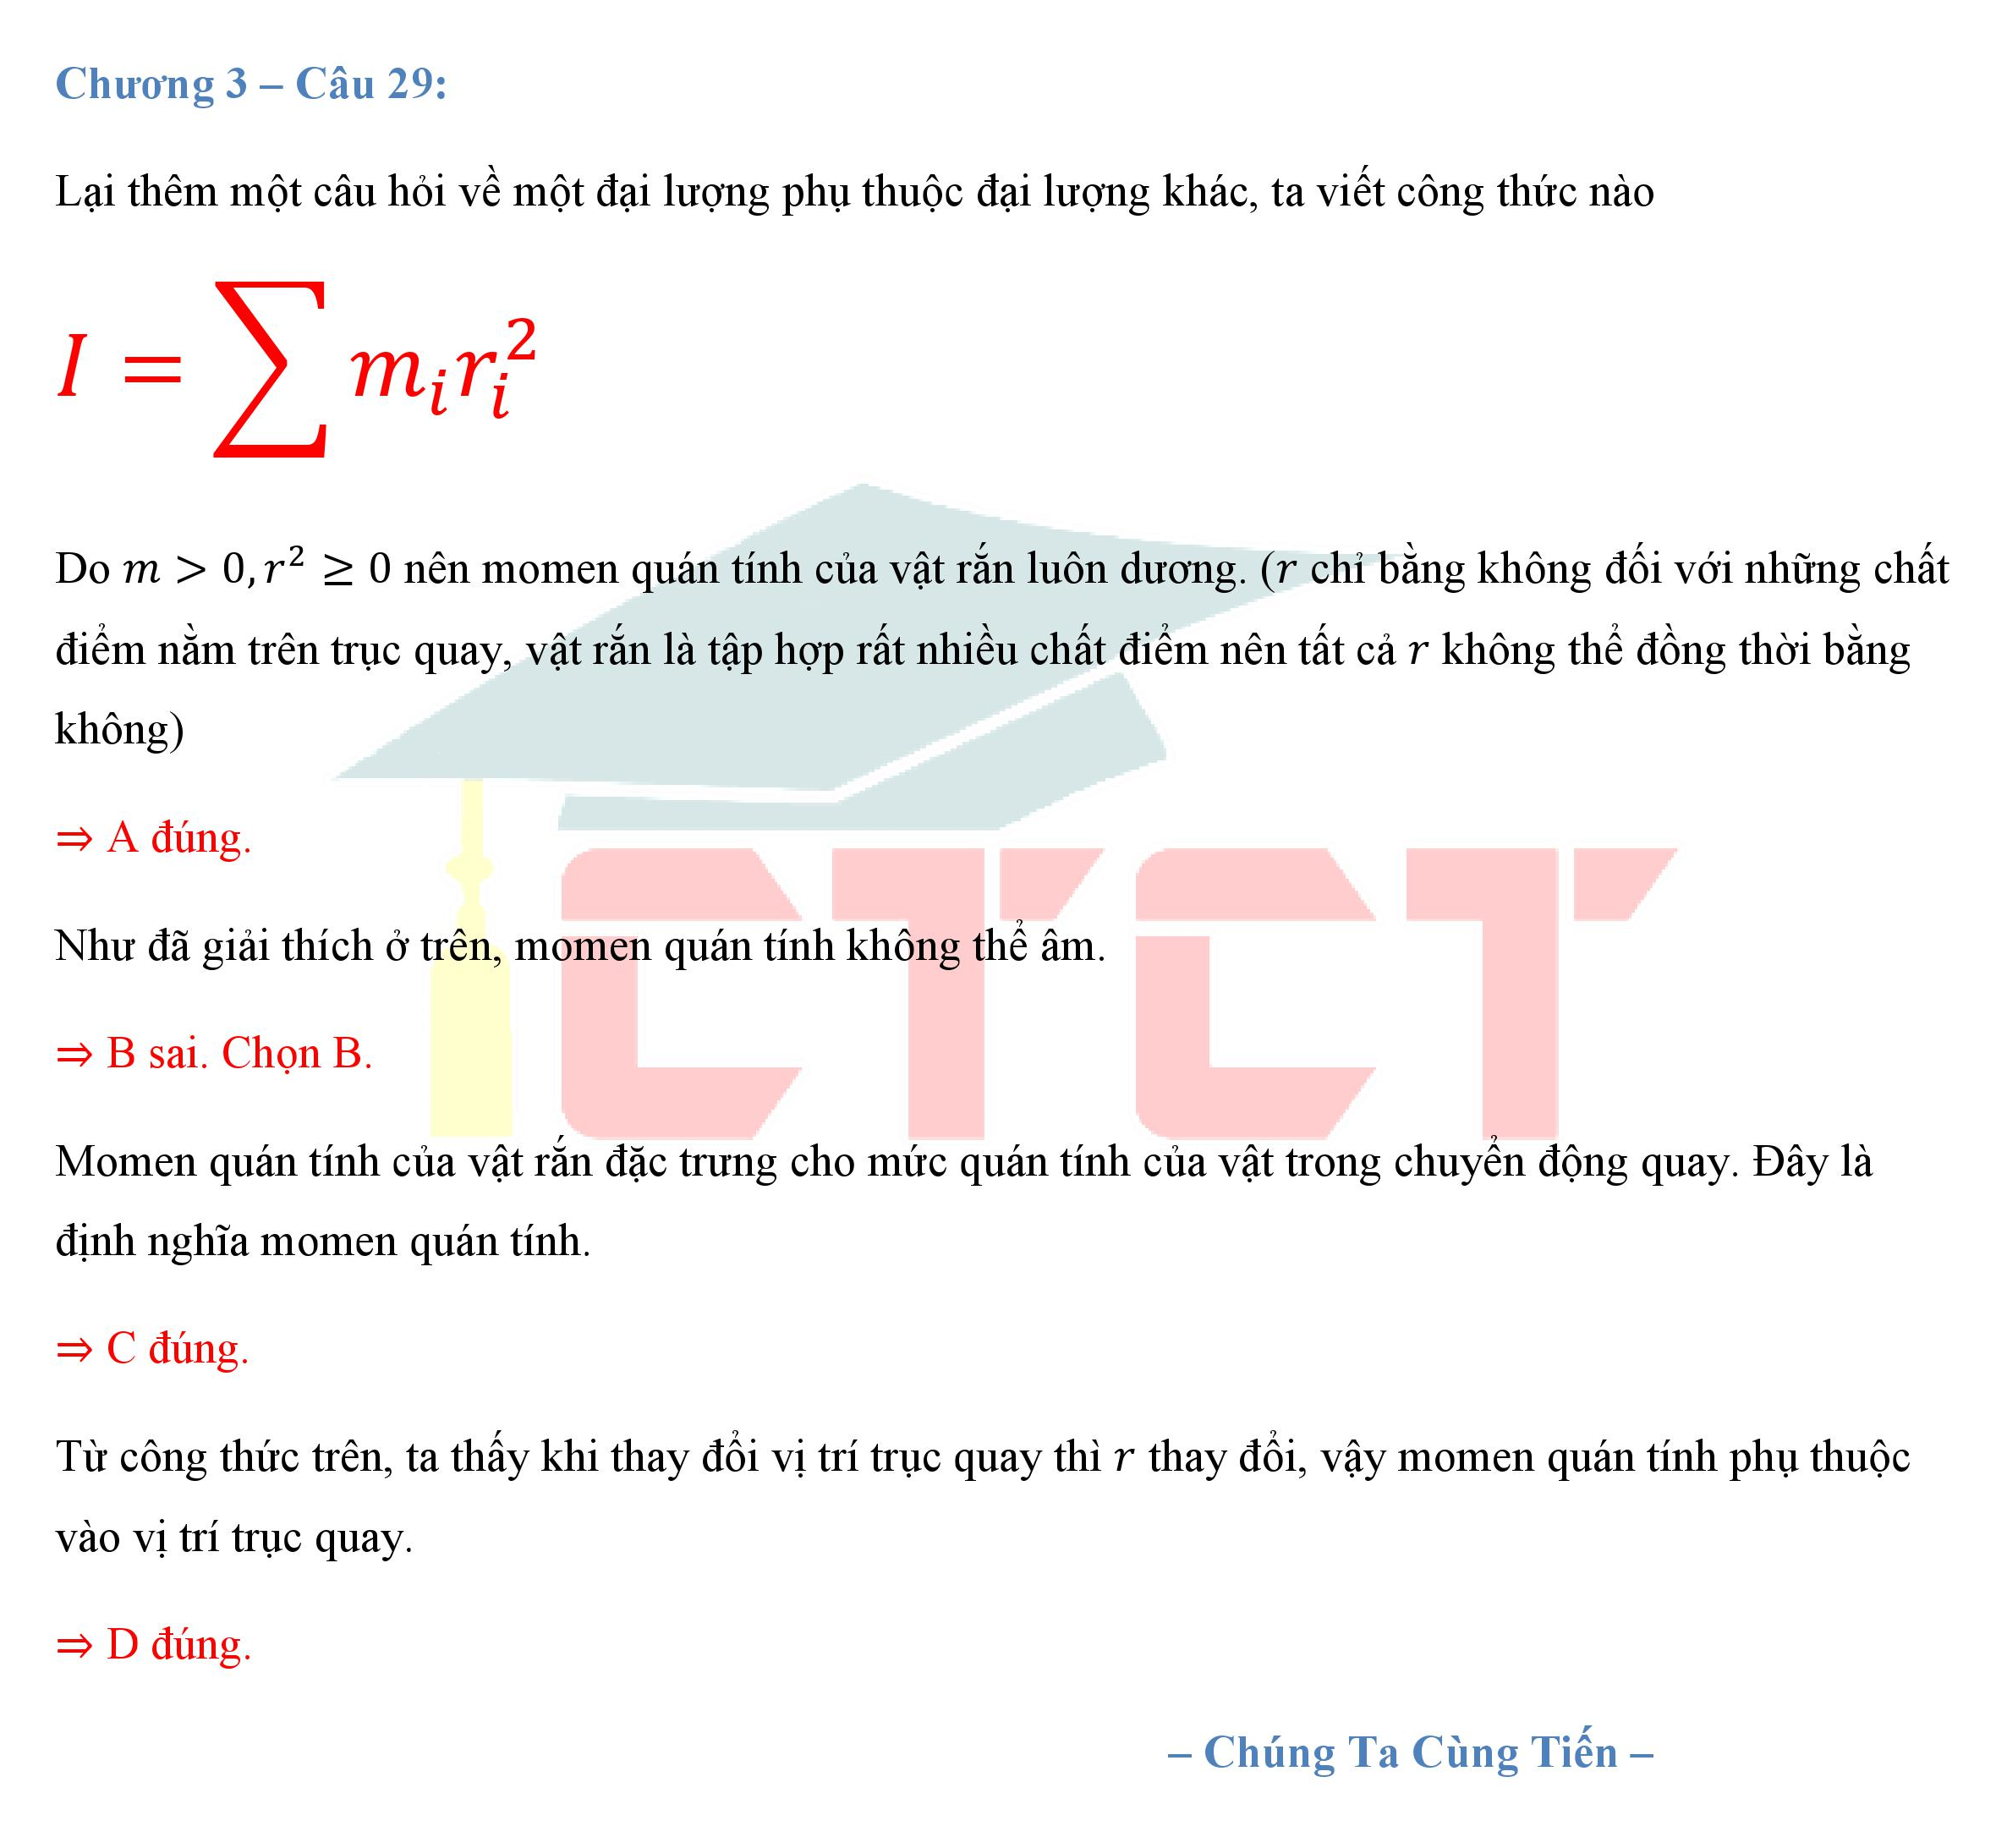 Chương 3 – Câu 29:
Lại thêm một câu hỏi về một đại lượng phụ thuộc đại lượng khác, ta viết công thức nào
I = ∑ mᵢrᵢ²
Do m > 0, r² ≥ 0 nên momen quán tính của vật rắn luôn dương. (r chỉ bằng không đối với những chất
điểm nằm trên trục quay, vật rắn là tập hợp rất nhiều chất điểm nên tất cả r không thể đồng thời bằng
không)
⇒ A đúng.
Như đã giải thích ở trên, momen quán tính không thể âm.
⇒ B sai. Chọn B.
Momen quán tính của vật rắn đặc trưng cho mức quán tính của vật trong chuyển động quay. Đây là
định nghĩa momen quán tính.
⇒ C đúng.
Từ công thức trên, ta thấy khi thay đổi vị trí trục quay thì r thay đổi, vậy momen quán tính phụ thuộc
vào vị trí trục quay.
⇒ D đúng.
– Chúng Ta Cùng Tiến –
CTCT